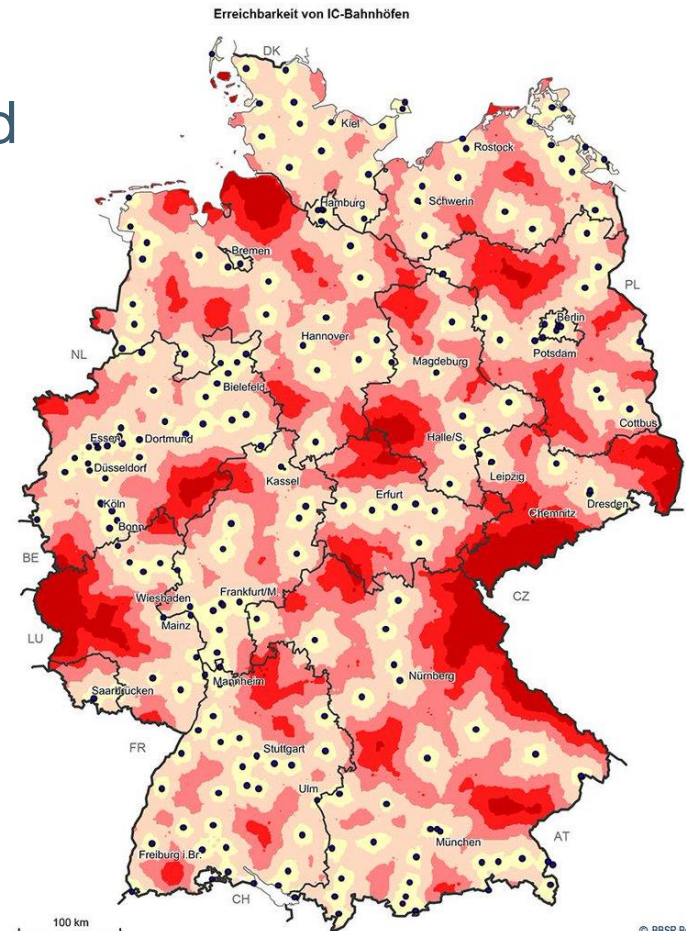 Erreichbarkeit von IC-Bahnhöfen
d
DK
Kiel
Rostock
Hamburg
Schwerin
Bremen
PL
Berlin
Hannover
Potsdam
NL
Magdeburg
Bielefeld
Cottbus
Essen
Dortmund
Halle/S.
Düsseldorf
Leipzig
Kassel
Erfurt
Dresden
Köln
Chemnitz
Bonn
BE
CZ
Wiesbaden
Frankfurt/M.
Mainz
LU
Nürnberg
Mannheim
Saarbrücken
FR
Stuttgart
Ulm
AT
München
Freiburg i.Br.
CH
100 km